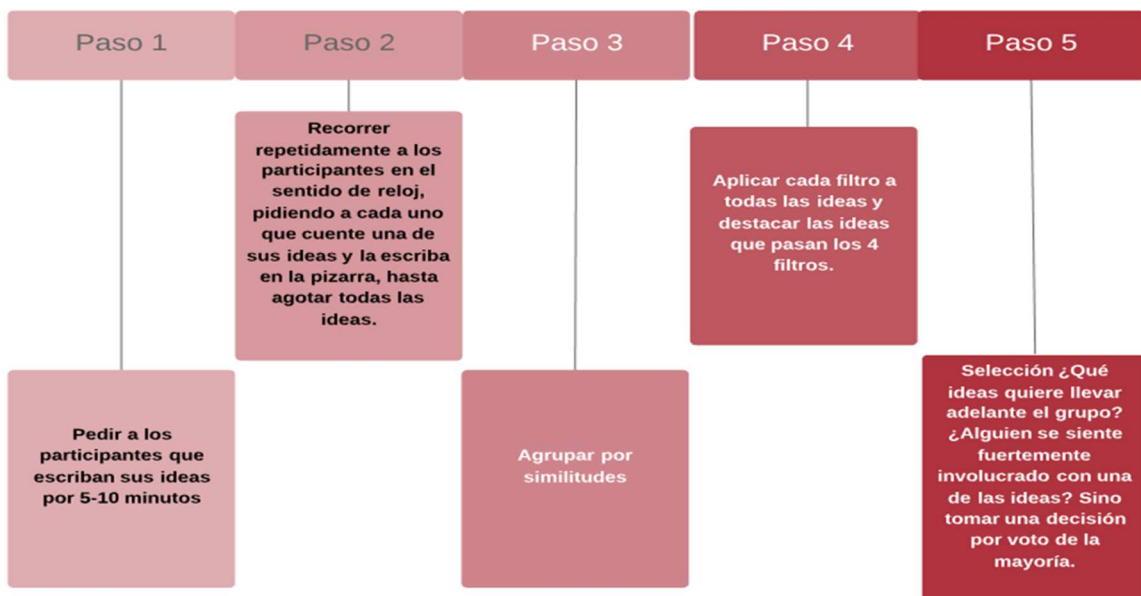 Paso 1
Paso 2
Paso 3
Paso 4
Paso 5
Pedir a los
participantes que
escriban sus ideas
por 5-10 minutos
Recorrer
repetidamente a los
participantes en el
sentido de reloj,
pidiendo a cada uno
que cuente una de
sus ideas y la escriba
en la pizarra, hasta
agotar todas las
ideas.
Agrupar por
similitudes
Aplicar cada filtro a
todas las ideas y
destacar las ideas
que pasan los 4
filtros.
Selección ¿Qué
ideas quiere llevar
adelante el grupo?
¿Alguien se siente
fuertemente
involucrado con una
de las ideas? Sino
tomar una decisión
por voto de la
mayoría.